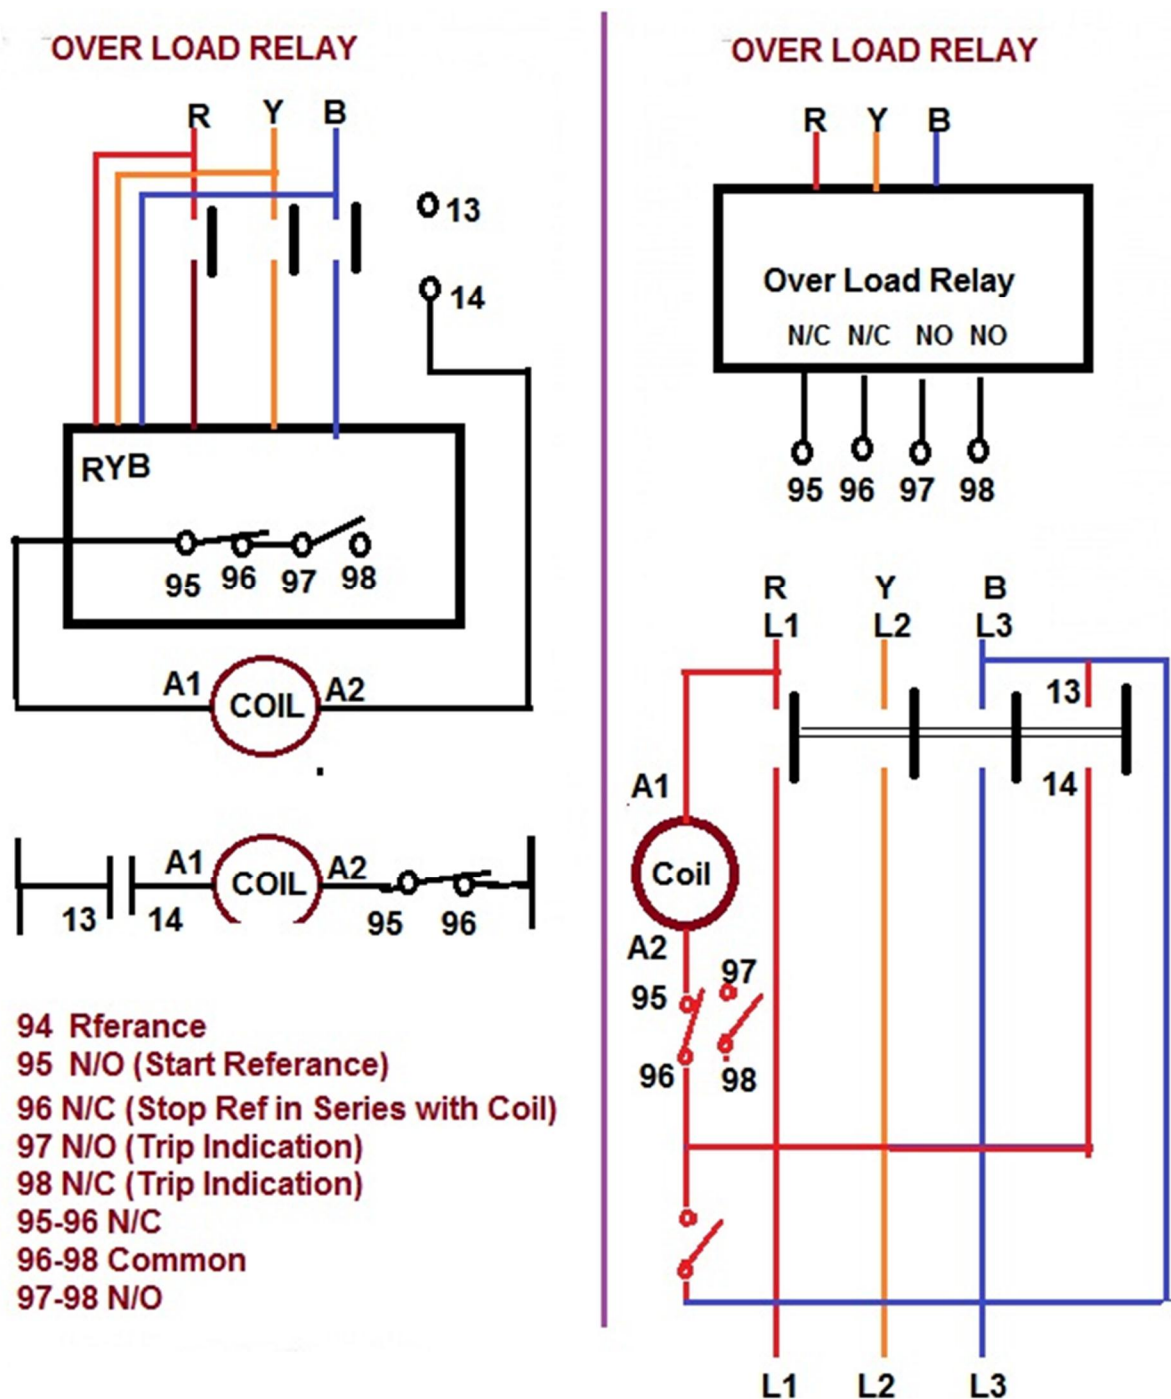 OVER LOAD RELAY
R Y B
13
14
RYB
95 96 97 98
A1 COIL A2
A1 COIL A2
13 14 95 96
94 Rferance
95 N/O (Start Referance)
96 N/C (Stop Ref in Series with Coil)
97 N/O (Trip Indication)
98 N/C (Trip Indication)
95-96 N/C
96-98 Common
97-98 N/O
OVER LOAD RELAY
R Y B
Over Load Relay
N/C N/C NO NO
95 96 97 98
R Y B
L1 L2 L3
13
14
A1
Coil
A2
97
95
96
98
L1 L2 L3